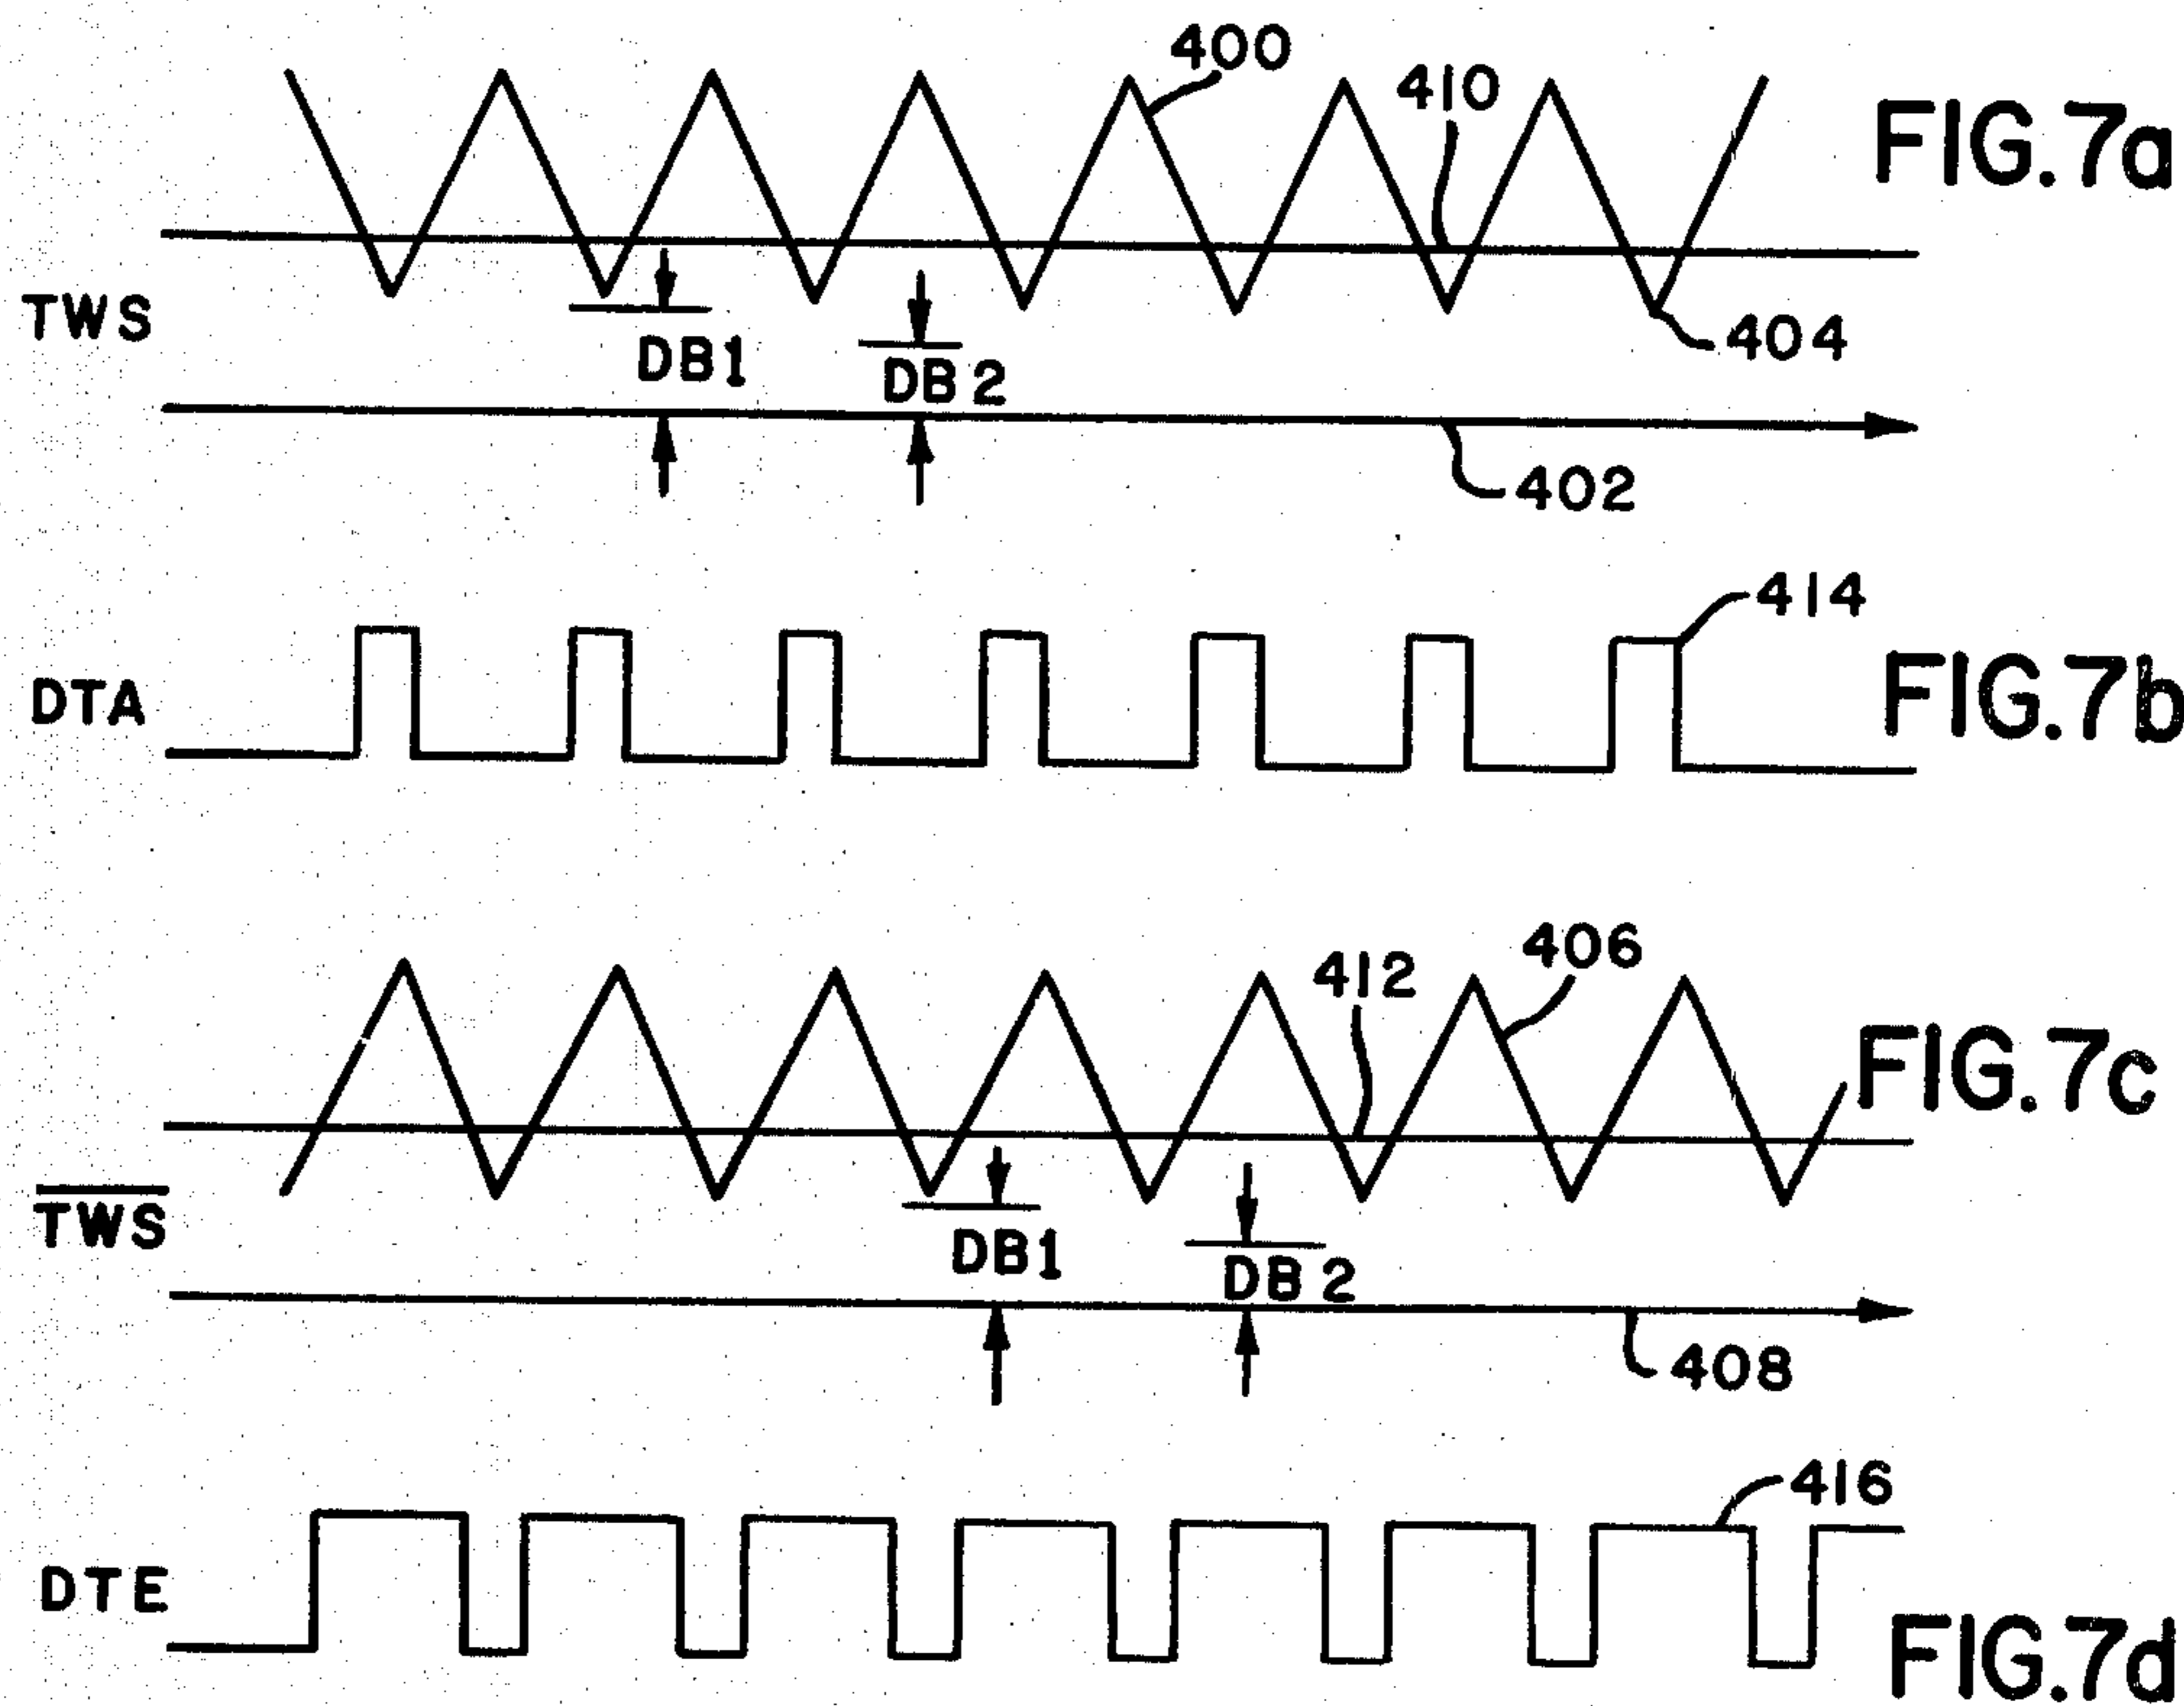 400
410
FIG.7a
TWS
DB1
DB2
404
402
414
DTA
FIG.7b
406
412
FIG.7c
TWS
DB1
DB2
408
416
DTE
FIG.7d